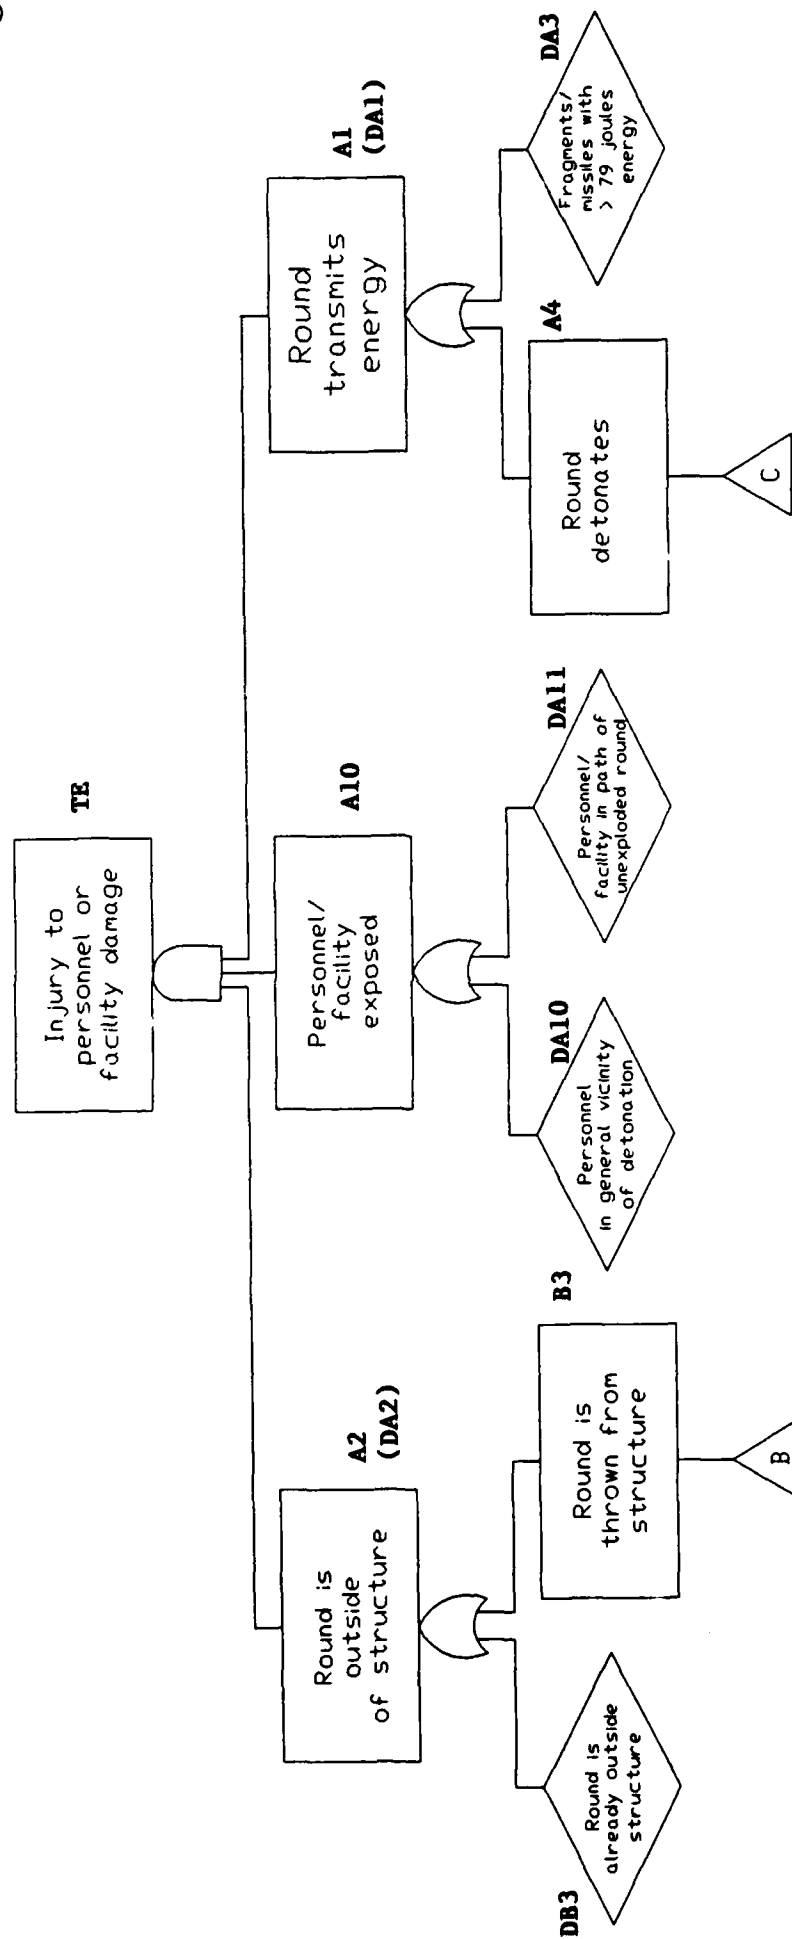 TE
Injury to
personnel or
facility damage
A2
(DA2)
Round is
outside
of structure
A10
Personnel/
facility
exposed
A1
(DA1)
Round
transmits
energy
DB3
Round is
already outside
structure
B3
Round is
thrown from
structure
B
DA10
Personnel
in general vicinity
of detonation
DA11
Personnel/
facility in path of
unexploded round
A4
Round
detonates
C
DA3
Fragments/
missiles with
> 79 joules
energy